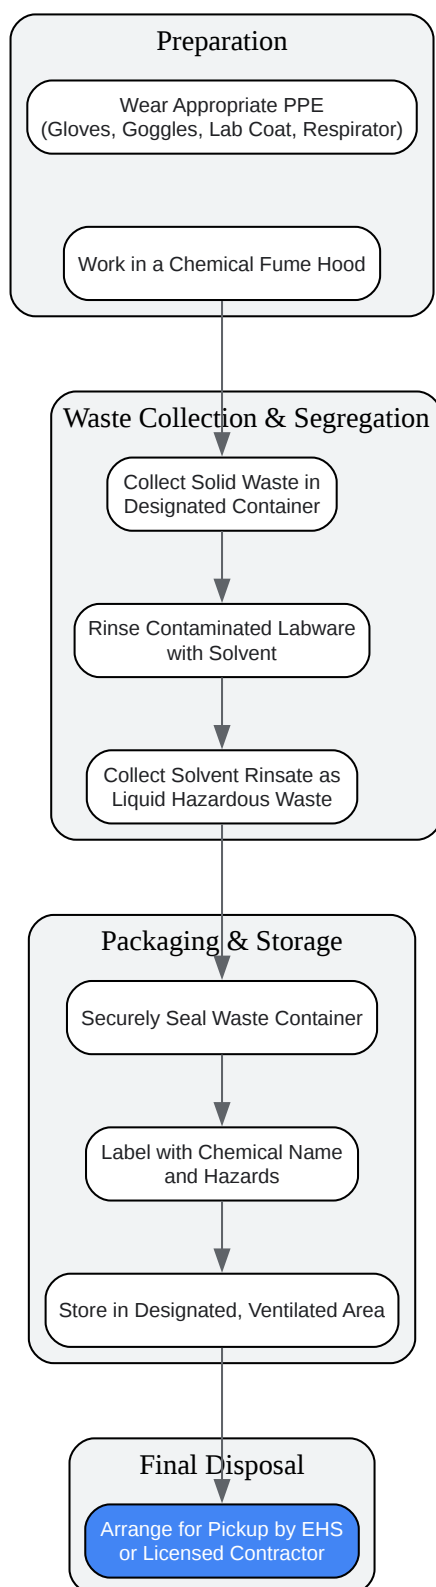 Preparation
Wear Appropriate PPE
(Gloves, Goggles, Lab Coat, Respirator)
Work in a Chemical Fume Hood
Waste Collection & Segregation
Collect Solid Waste in
Designated Container
Rinse Contaminated Labware
with Solvent
Collect Solvent Rinsate as
Liquid Hazardous Waste
Packaging & Storage
Securely Seal Waste Container
Label with Chemical Name
and Hazards
Store in Designated, Ventilated Area
Final Disposal
Arrange for Pickup by EHS
or Licensed Contractor